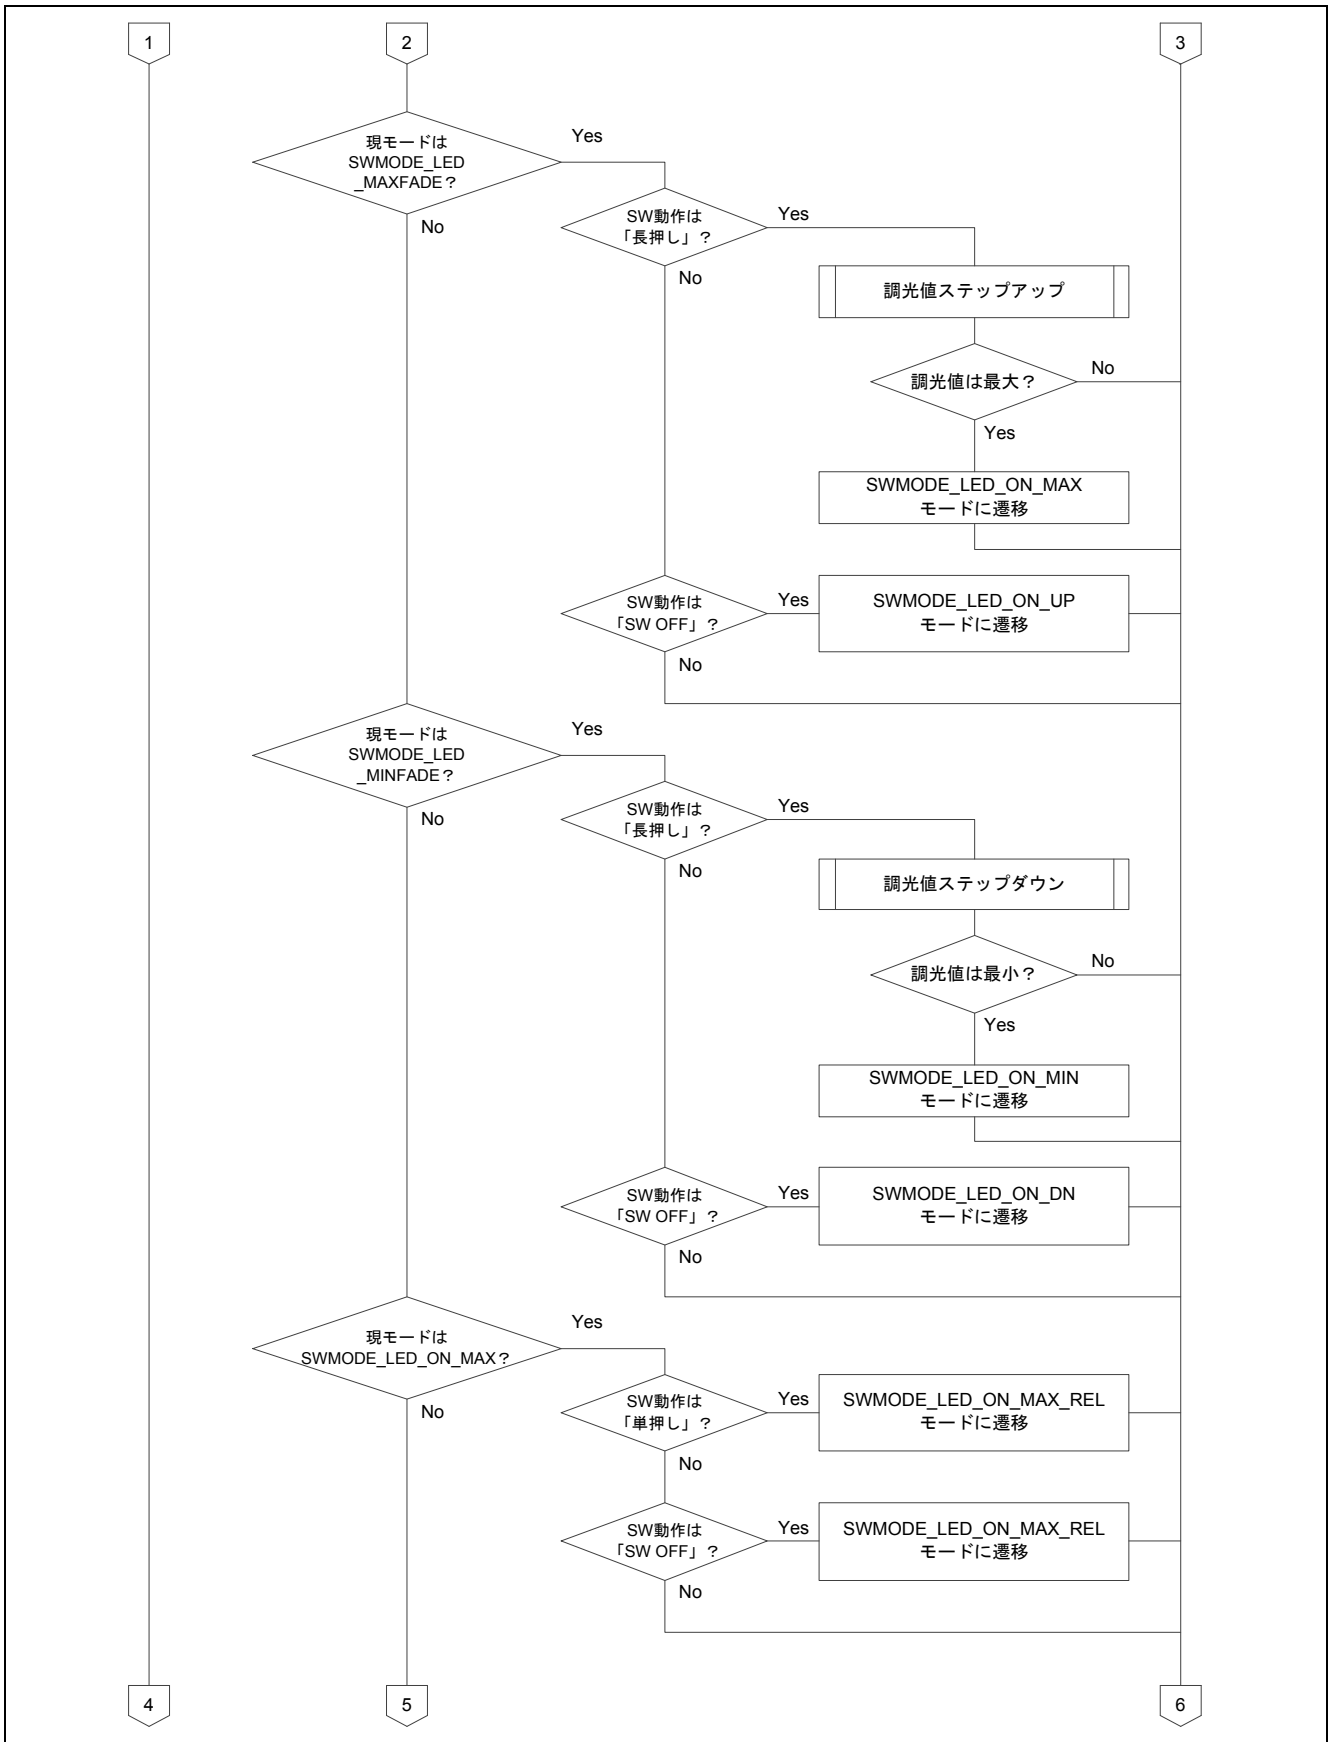 1
2
3
現モードは
SWMODE_LED
_MAXFADE？
Yes
No
SW動作は
「長押し」？
Yes
No
調光値ステップアップ
調光値は最大？
No
Yes
SWMODE_LED_ON_MAX
モードに遷移
SW動作は
「SW OFF」？
Yes
No
SWMODE_LED_ON_UP
モードに遷移
現モードは
SWMODE_LED
_MINFADE？
Yes
No
SW動作は
「長押し」？
Yes
No
調光値ステップダウン
調光値は最小？
No
Yes
SWMODE_LED_ON_MIN
モードに遷移
SW動作は
「SW OFF」？
Yes
No
SWMODE_LED_ON_DN
モードに遷移
現モードは
SWMODE_LED_ON_MAX？
Yes
No
SW動作は
「単押し」？
Yes
No
SWMODE_LED_ON_MAX_REL
モードに遷移
SW動作は
「SW OFF」？
Yes
No
SWMODE_LED_ON_MAX_REL
モードに遷移
4
5
6